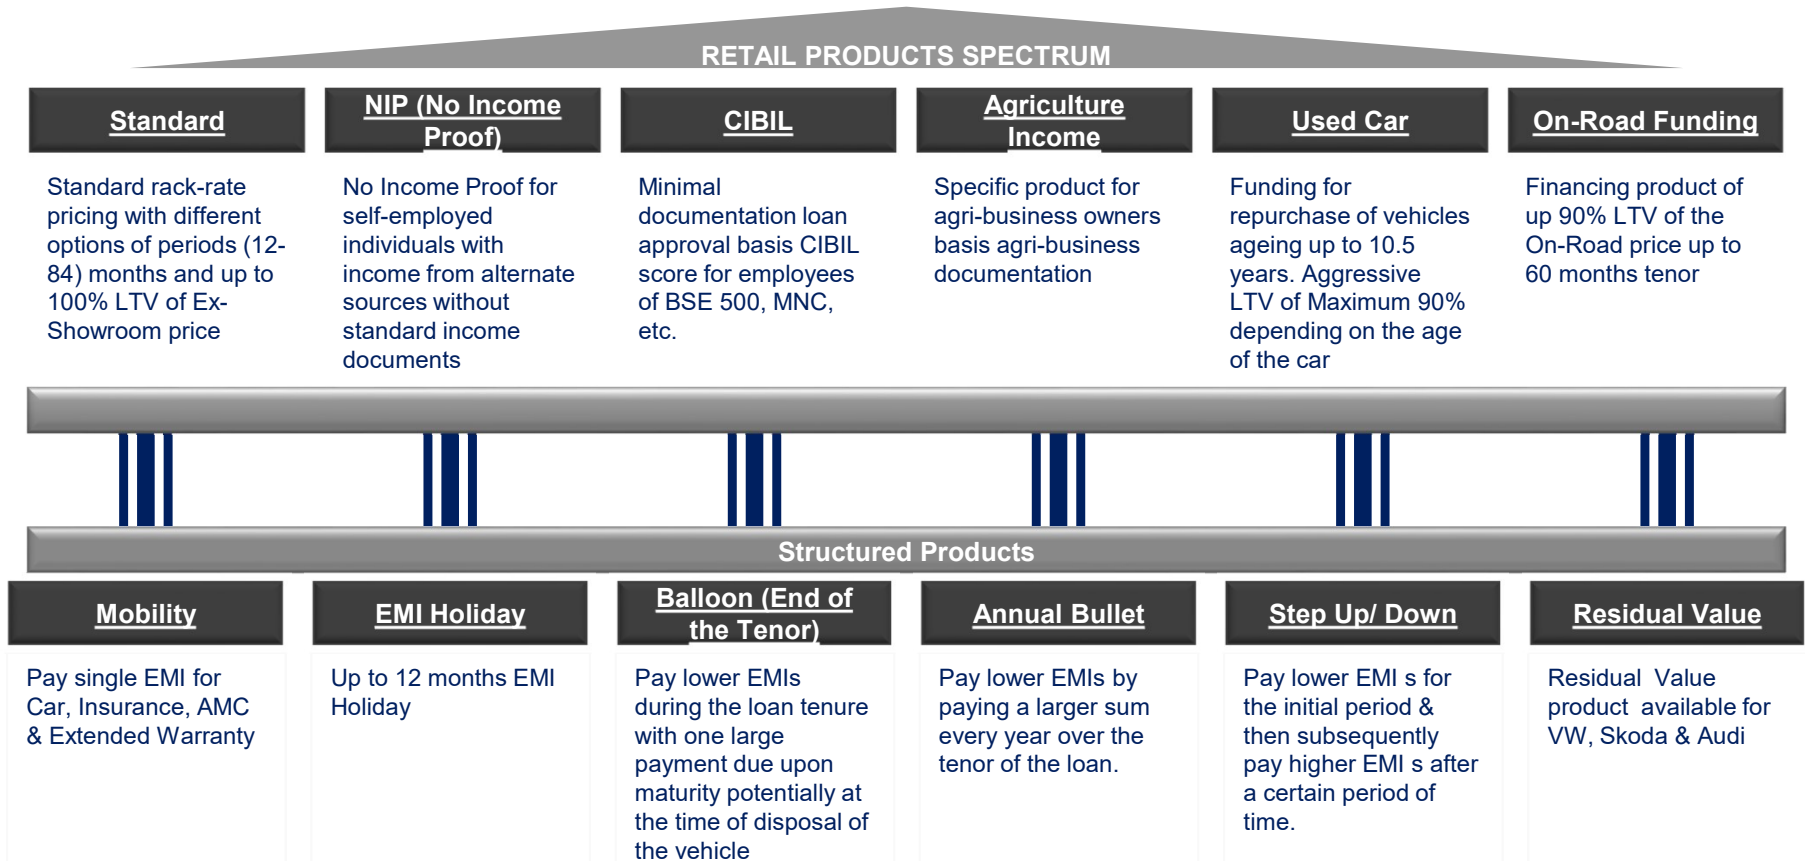 RETAIL PRODUCTS SPECTRUM
Standard
Standard rack-rate
pricing with different
options of periods (12-
84) months and up to
100% LTV of Ex-
Showroom price
NIP (No Income
Proof)
No Income Proof for
self-employed
individuals with
income from alternate
sources without
standard income
documents
CIBIL
Minimal
documentation loan
approval basis CIBIL
score for employees
of BSE 500, MNC,
etc.
Agriculture
Income
Specific product for
agri-business owners
basis agri-business
documentation
Used Car
Funding for
repurchase of vehicles
ageing up to 10.5
years. Aggressive
LTV of Maximum 90%
depending on the age
of the car
On-Road Funding
Financing product of
up 90% LTV of the
On-Road price up to
60 months tenor
Structured Products
Mobility
Pay single EMI for
Car, Insurance, AMC
& Extended Warranty
EMI Holiday
Up to 12 months EMI
Holiday
Balloon (End of
the Tenor)
Pay lower EMIs
during the loan tenure
with one large
payment due upon
maturity potentially at
the time of disposal of
the vehicle
Annual Bullet
Pay lower EMIs by
paying a larger sum
every year over the
tenor of the loan.
Step Up/ Down
Pay lower EMI s for
the initial period &
then subsequently
pay higher EMI s after
a certain period of
time.
Residual Value
Residual Value
product available for
VW, Skoda & Audi